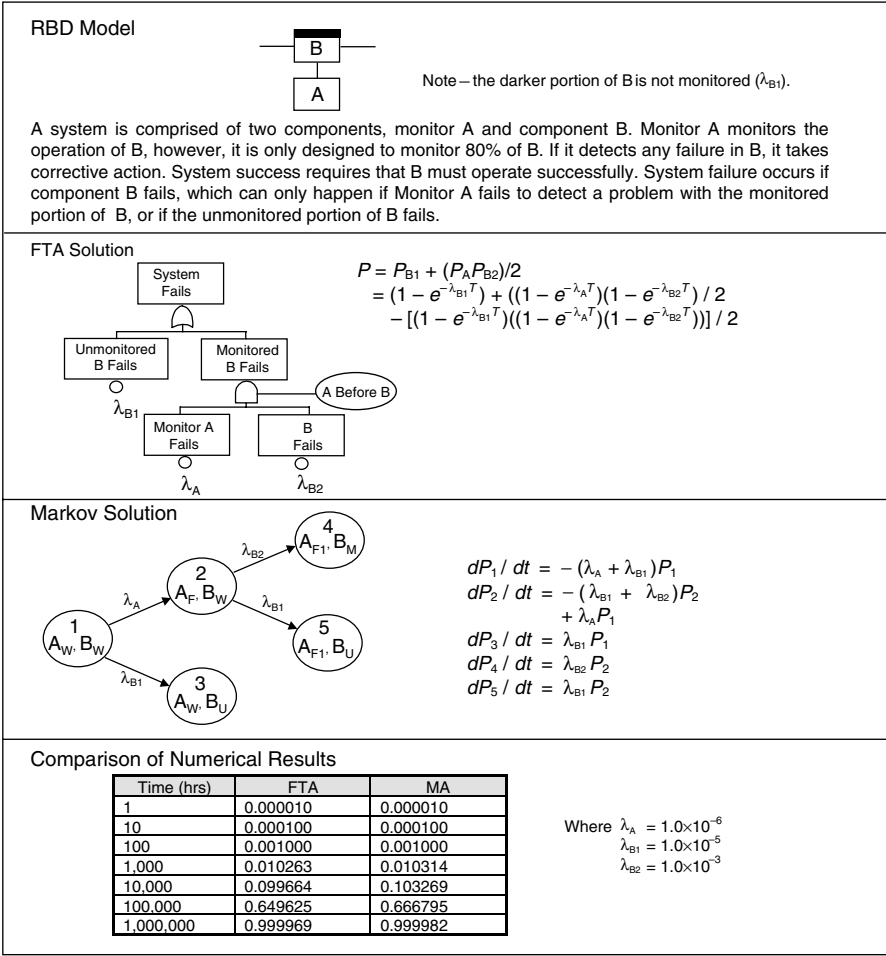 RBD Model
B
A
Note – the darker portion of B is not monitored (λB1).
A system is comprised of two components, monitor A and component B. Monitor A monitors the
operation of B, however, it is only designed to monitor 80% of B. If it detects any failure in B, it takes
corrective action. System success requires that B must operate successfully. System failure occurs if
component B fails, which can only happen if Monitor A fails to detect a problem with the monitored
portion of B, or if the unmonitored portion of B fails.
FTA Solution
System
Fails
Unmonitored
B Fails
λB1
Monitored
B Fails
A Before B
Monitor A
Fails
λA
B
Fails
λB2
P = PB1 + (PAPB2)/2
= (1 – e^–λB1T) + ((1 – e^–λAT)(1 – e^–λB2T) / 2
– [(1 – e^–λB1T)((1 – e^–λAT)(1 – e^–λB2T))] / 2
Markov Solution
1
AW, BW
λA
λB1
2
AF, BW
λB2
λB1
3
AW, BU
4
AF1, BM
5
AF1, BU
dP1 / dt = – (λA + λB1)P1
dP2 / dt = – ( λB1 + λB2)P2
+ λAP1
dP3 / dt = λB1 P1
dP4 / dt = λB2 P2
dP5 / dt = λB1 P2
Comparison of Numerical Results
Time (hrs) FTA MA
1 0.000010 0.000010
10 0.000100 0.000100
100 0.001000 0.001000
1,000 0.010263 0.010314
10,000 0.099664 0.103269
100,000 0.649625 0.666795
1,000,000 0.999969 0.999982
Where λA = 1.0×10⁻⁶
λB1 = 1.0×10⁻⁵
λB2 = 1.0×10⁻³